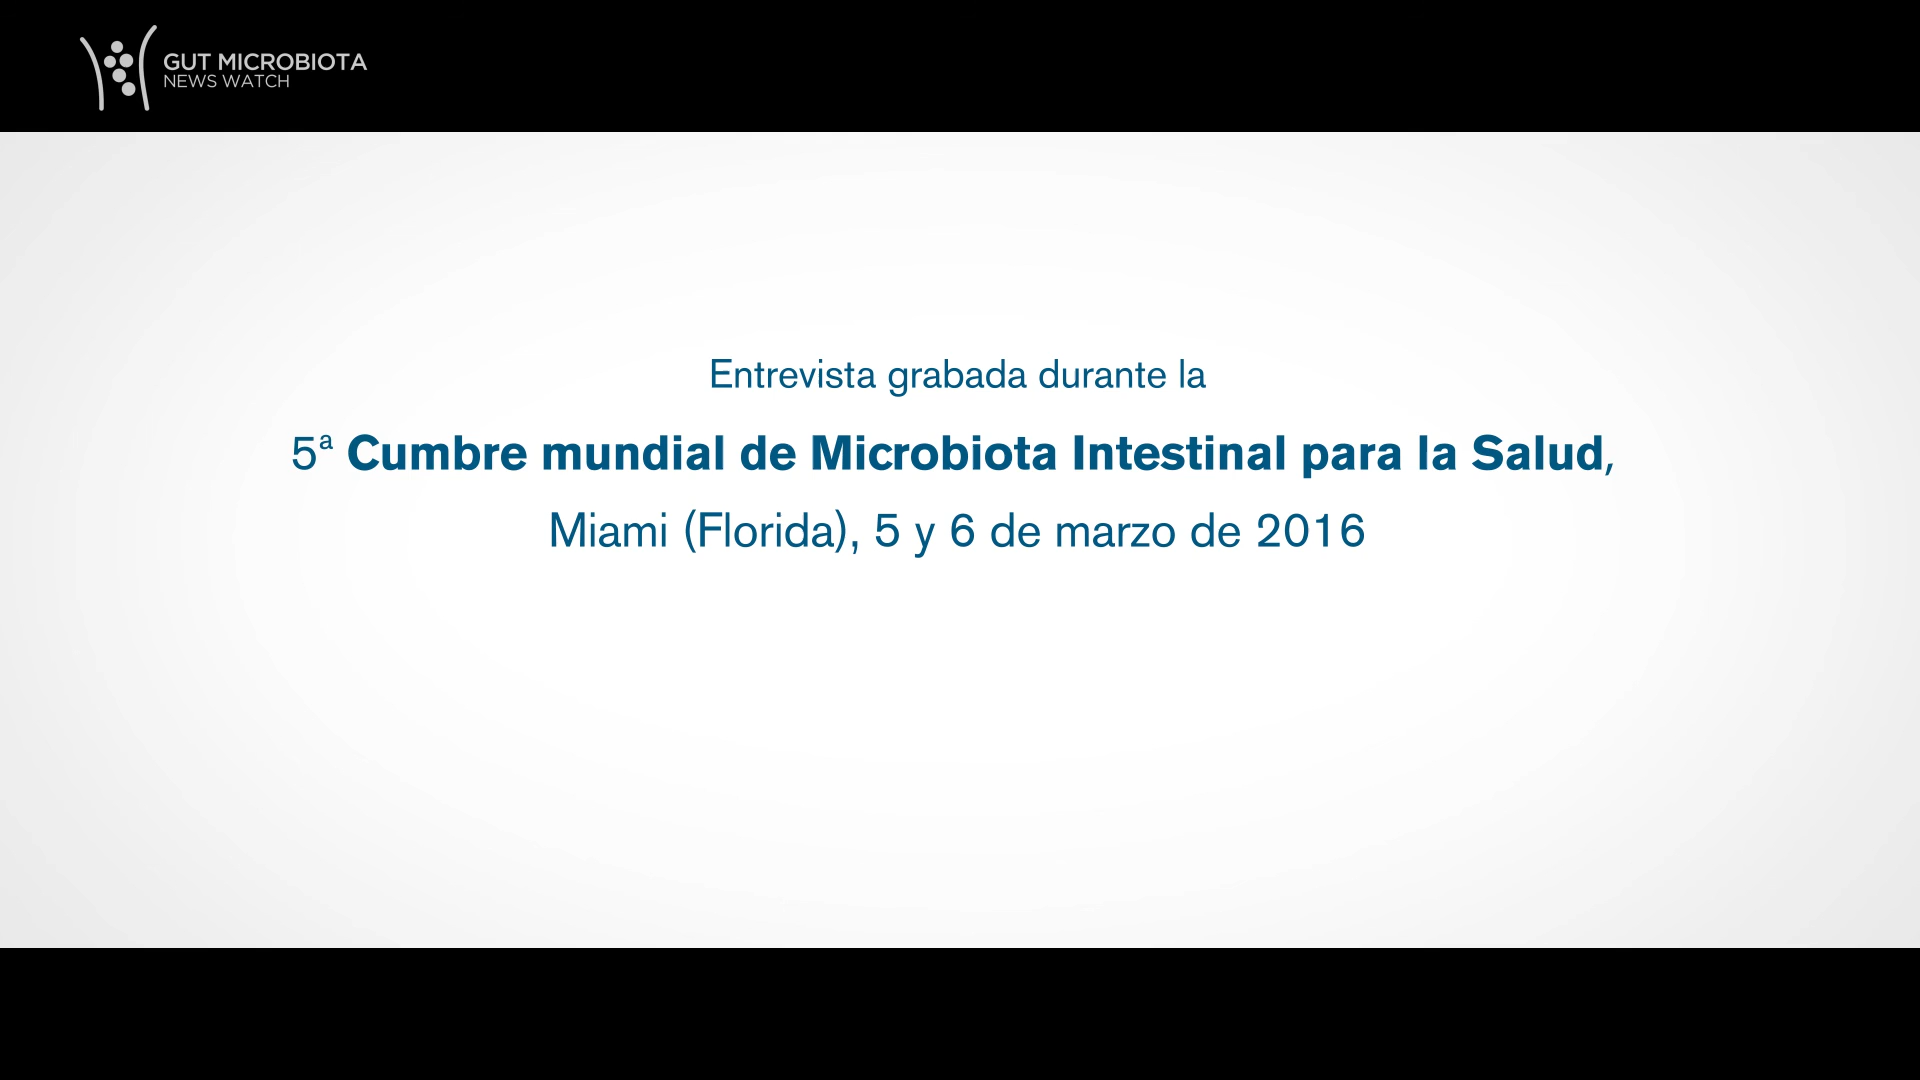 GUT MICROBIOTA
NEWS WATCH
Entrevista grabada durante la
5ª Cumbre mundial de Microbiota Intestinal para la Salud,
Miami (Florida), 5 y 6 de marzo de 2016